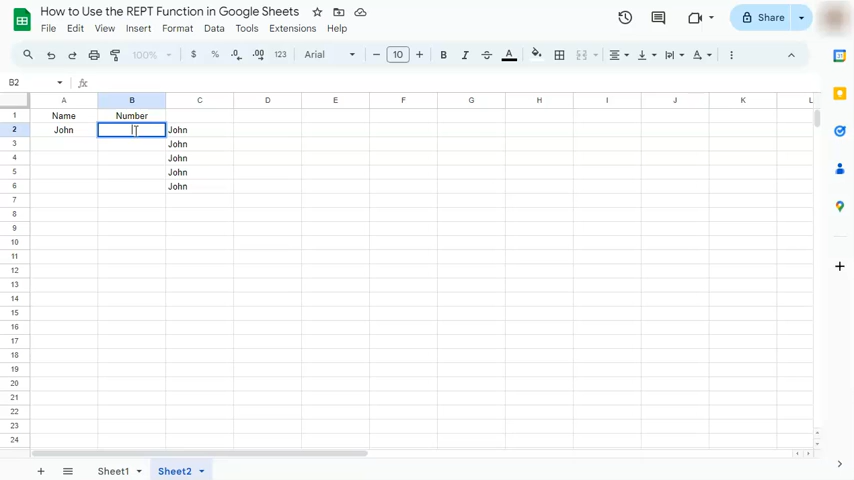 How to Use the REPT Function in Google Sheets
File Edit View Insert Format Data Tools Extensions Help
Share
100% $ % .0 .00 123 Arial 10 B A
B2 fx
A B C D E F G H I J K L
1 Name Number
2 John John
3 John
4 John
5 John
6 John
7
8
9
10
11
12
13
14
15
16
17
18
19
20
21
22
23
24
Sheet1 Sheet2